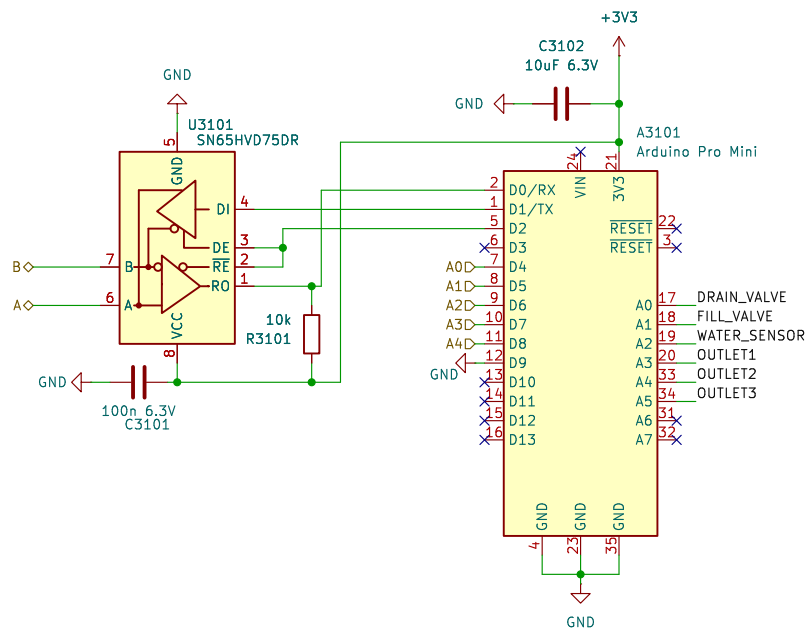 +3V3
C3102
10uF 6.3V
GND
GND
U3101
SN65HVD75DR
A3101
Arduino Pro Mini
5
GND
24
21
VIN
3V3
2
D0/RX
DI
4
1
D1/TX
5
D2
RESET
22
DE
3
6
D3
RESET
3
B
7
B
RE
2
A0
7
D4
RO
1
A1
8
D5
A
6
A
A2
9
D6
A0
17
DRAIN_VALVE
VCC
10k
R3101
A3
10
D7
A1
18
FILL_VALVE
8
A4
11
D8
A2
19
WATER_SENSOR
12
D9
A3
20
OUTLET1
GND
GND
13
D10
A4
33
OUTLET2
14
D11
A5
34
OUTLET3
100n 6.3V
C3101
15
D12
A6
31
16
D13
A7
32
GND
GND
GND
4
23
35
GND